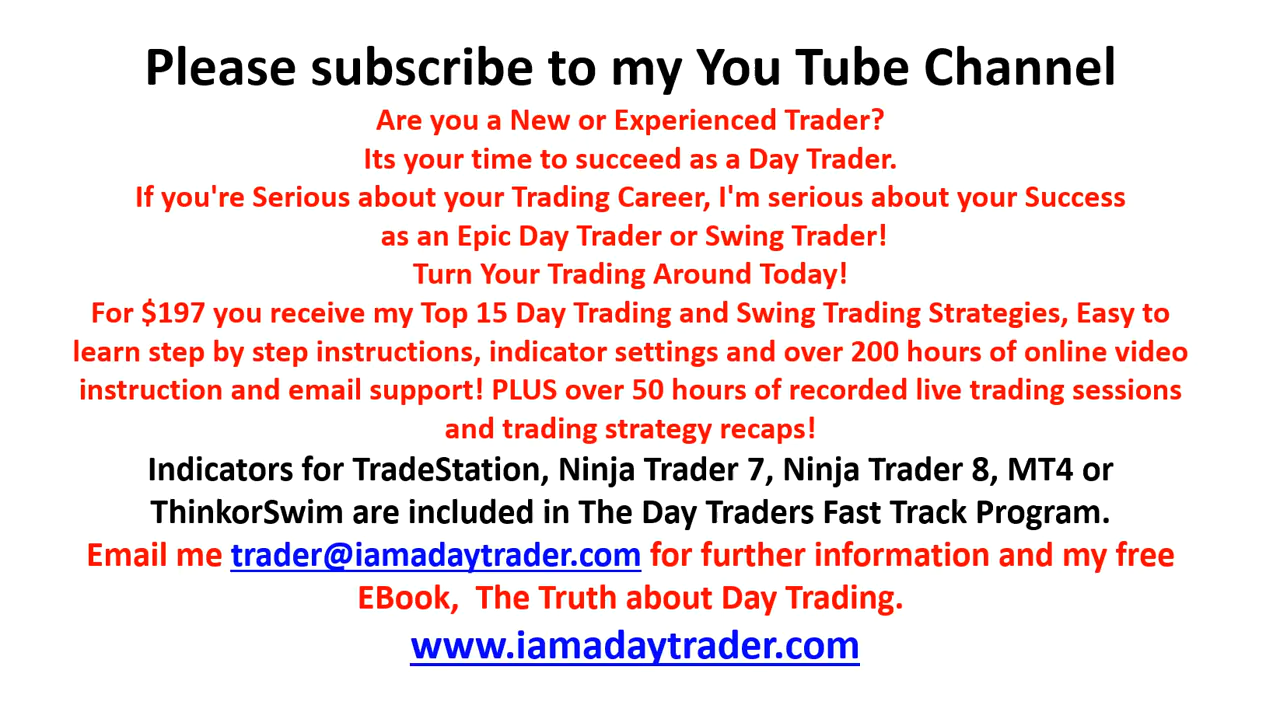 Please subscribe to my You Tube Channel
Are you a New or Experienced Trader?
Its your time to succeed as a Day Trader.
If you're Serious about your Trading Career, I'm serious about your Success
as an Epic Day Trader or Swing Trader!
Turn Your Trading Around Today!
For $197 you receive my Top 15 Day Trading and Swing Trading Strategies, Easy to
learn step by step instructions, indicator settings and over 200 hours of online video
instruction and email support! PLUS over 50 hours of recorded live trading sessions
and trading strategy recaps!
Indicators for TradeStation, Ninja Trader 7, Ninja Trader 8, MT4 or
ThinkorSwim are included in The Day Traders Fast Track Program.
Email me trader@iamadaytrader.com for further information and my free
EBook,  The Truth about Day Trading.
www.iamadaytrader.com